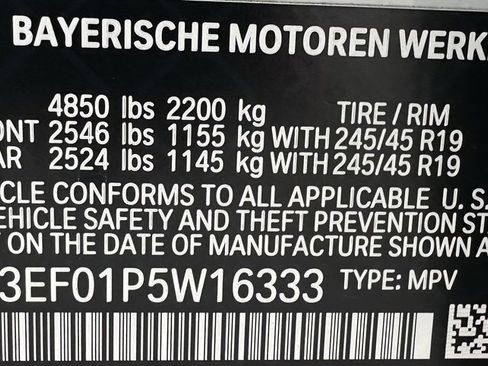 BAYERISCHE MOTOREN WERKE
4850 lbs 2200 kg TIRE / RIM
ONT 2546 lbs 1155 kg WITH 245/45 R19
AR 2524 lbs 1145 kg WITH 245/45 R19
CLE CONFORMS TO ALL APPLICABLE U. S.
EHICLE SAFETY AND THEFT PREVENTION ST
Y ON THE DATE OF MANUFACTURE SHOWN A
3EF01P5W16333 TYPE: MPV